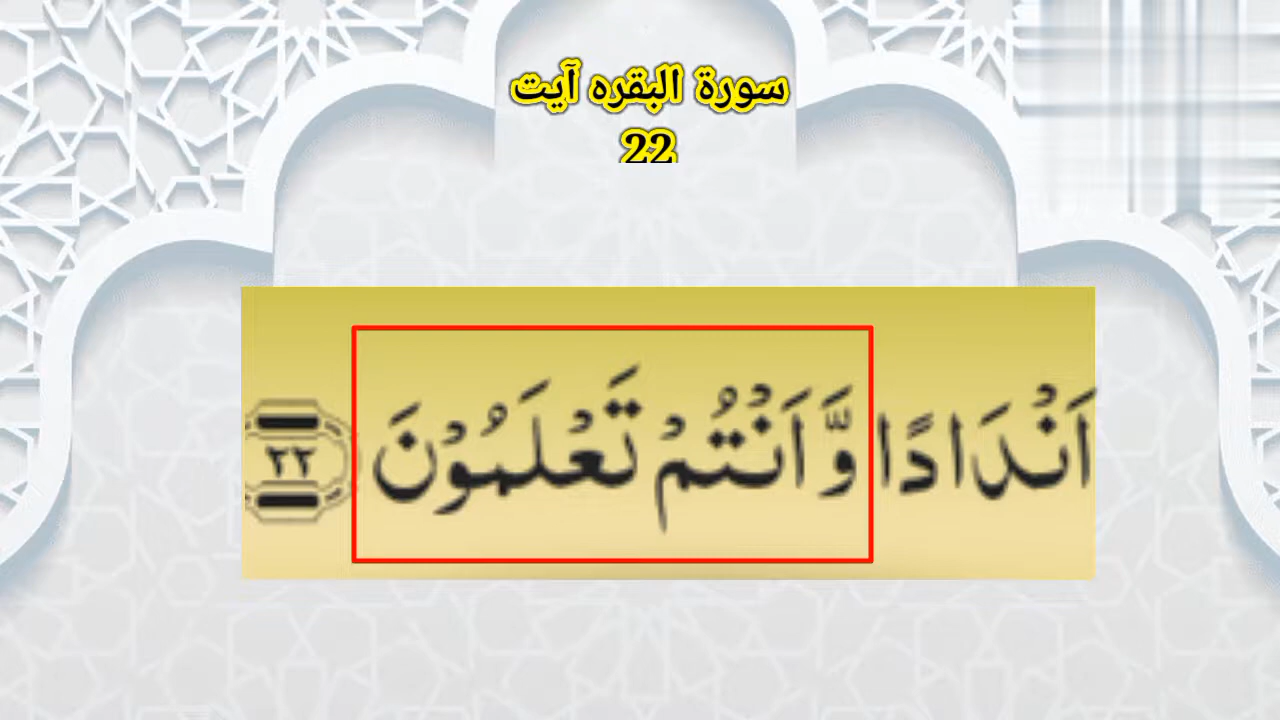 سورة البقره آیت
22
اَنْدَادًا وَّاَنْتُمْ تَعْلَمُوْنَ ٢٢